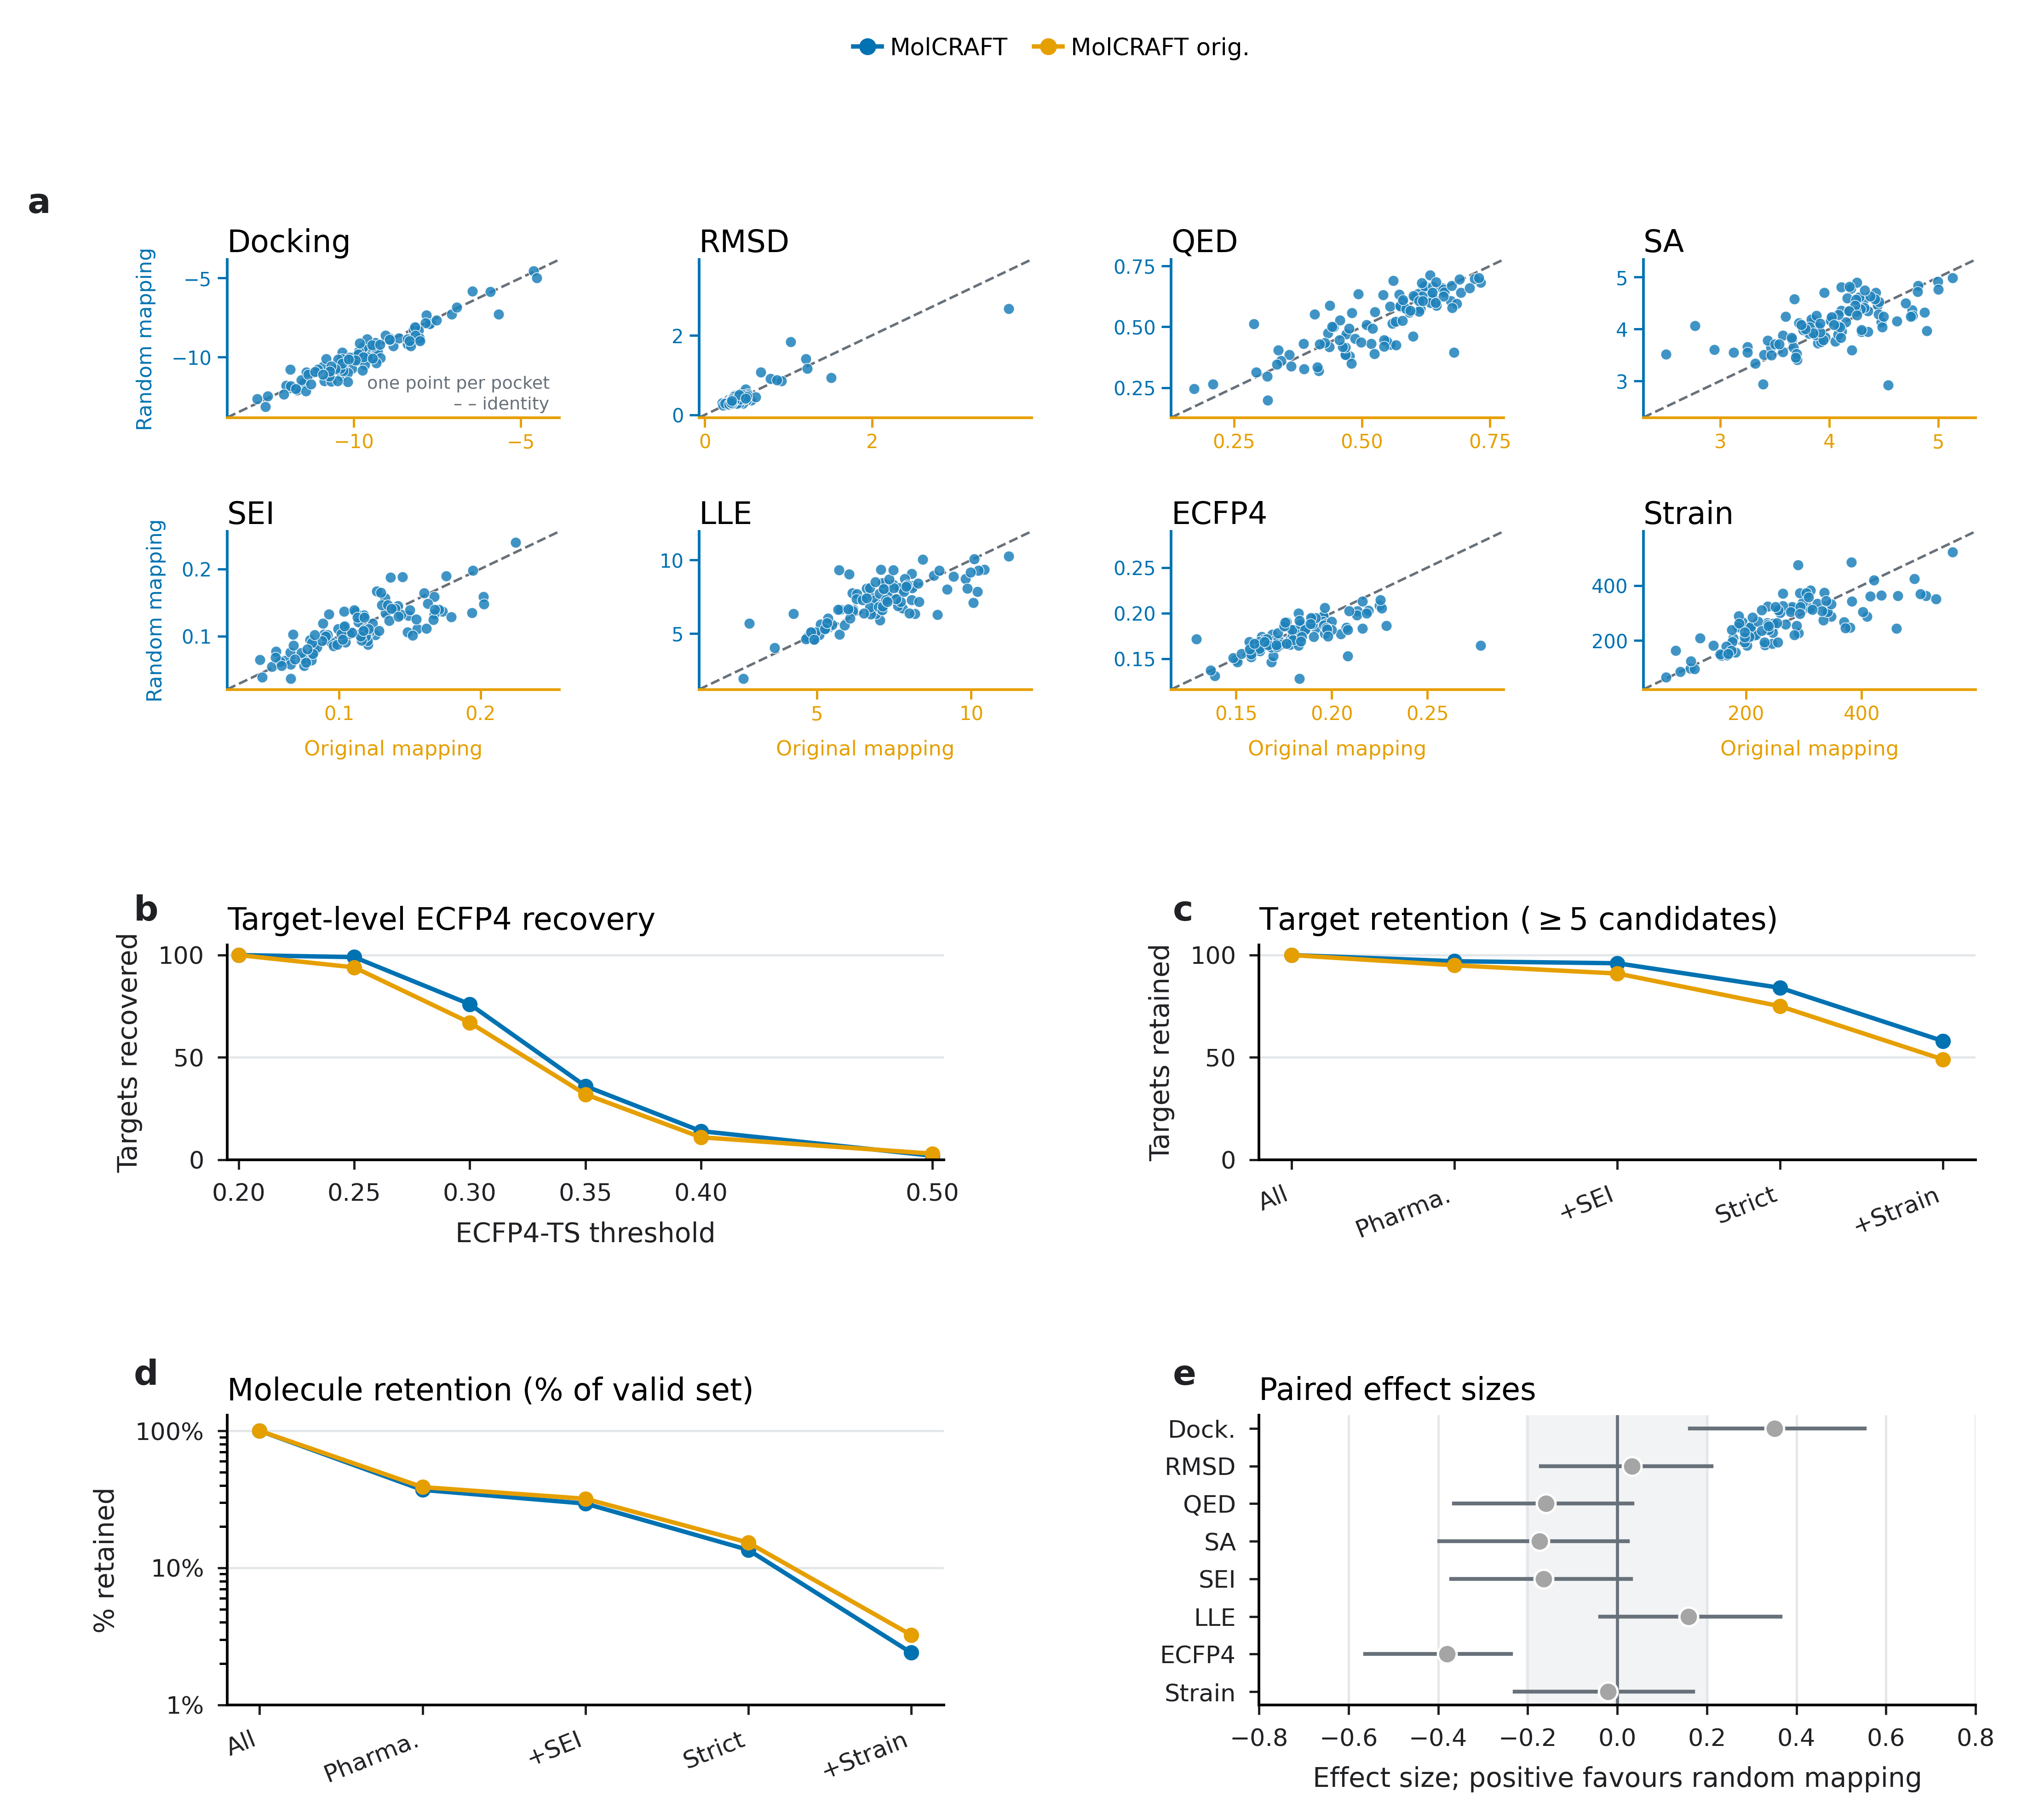 MolCRAFT MolCRAFT orig.
a
Docking
Random mapping
−5
−10
one point per pocket
– – identity
−10 −5
RMSD
2
0
0 2
QED
0.75
0.50
0.25
0.25 0.50 0.75
SA
5
4
3
3 4 5
SEI
Random mapping
0.2
0.1
0.1 0.2
Original mapping
LLE
10
5
5 10
Original mapping
ECFP4
0.25
0.20
0.15
0.15 0.20 0.25
Original mapping
Strain
400
200
200 400
Original mapping
b
Target-level ECFP4 recovery
Targets recovered
100
50
0
0.20 0.25 0.30 0.35 0.40 0.50
ECFP4-TS threshold
c
Target retention (≥5 candidates)
Targets retained
100
50
0
All Pharma. +SEI Strict +Strain
d
Molecule retention (% of valid set)
% retained
100%
10%
1%
All Pharma. +SEI Strict +Strain
e
Paired effect sizes
Dock.
RMSD
QED
SA
SEI
LLE
ECFP4
Strain
−0.8 −0.6 −0.4 −0.2 0.0 0.2 0.4 0.6 0.8
Effect size; positive favours random mapping